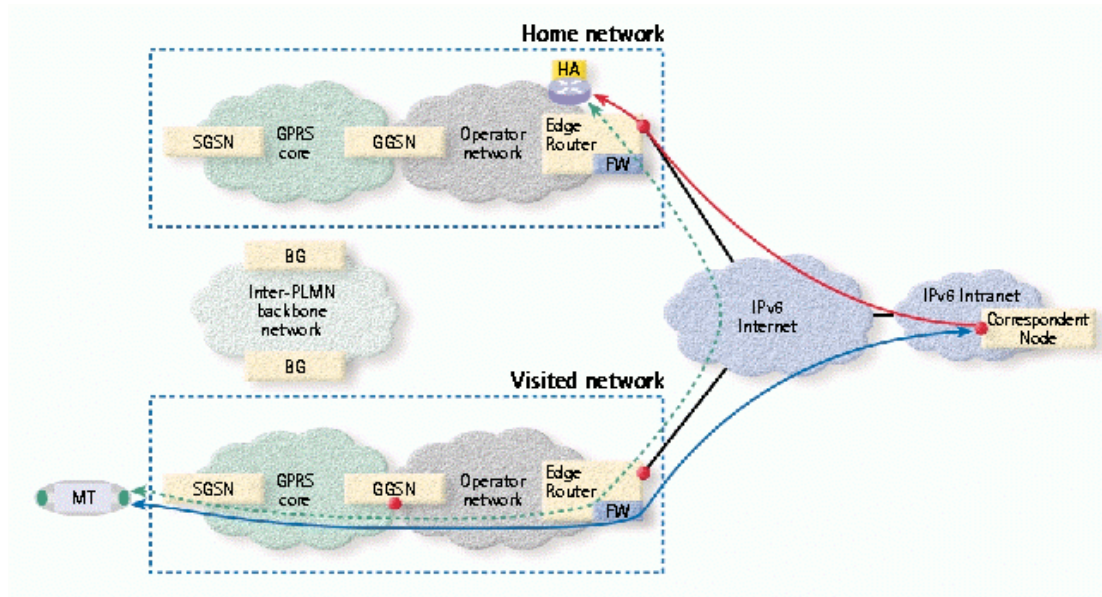 Home network
HA
SGSN
GPRS
core
GGSN
Operator
network
Edge
Router
FW
BG
Inter-PLMN
backbone
network
BG
IPv6
Internet
IPv6 Intranet
Correspondent
Node
Visited network
MT
SGSN
GPRS
core
GGSN
Operator
network
Edge
Router
FW